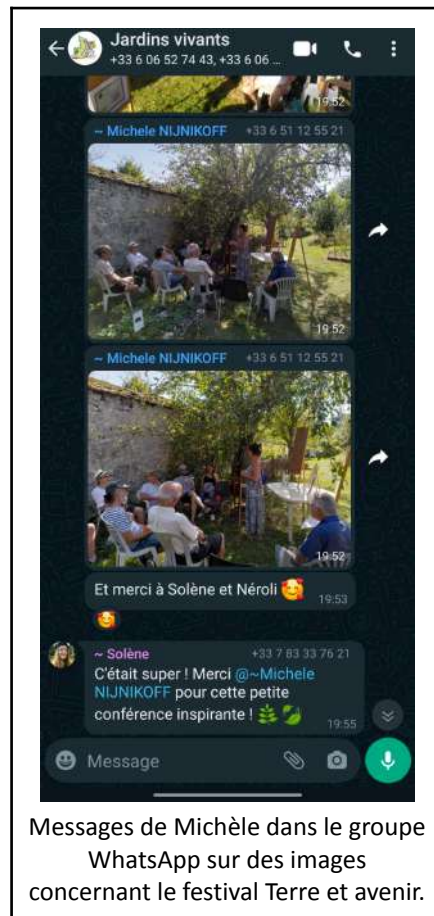 Jardins vivants
+33 6 06 52 74 43, +33 6 06 ...
19:52
~ Michele NIJNIKOFF +33 6 51 12 55 21
19:52
~ Michele NIJNIKOFF +33 6 51 12 55 21
19:52
Et merci à Solène et Néroli 🥰
19:53
🥰
~ Solène +33 7 83 33 76 21
C'était super ! Merci @~Michele
NIJNIKOFF pour cette petite
conférence inspirante ! 🌿🍃
19:55
Message
Messages de Michèle dans le groupe
WhatsApp sur des images
concernant le festival Terre et avenir.